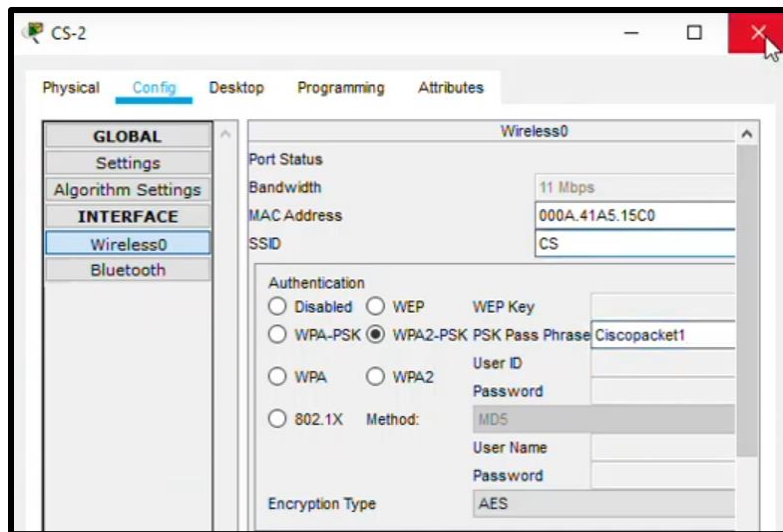 CS-2
Physical Config Desktop Programming Attributes
GLOBAL
Settings
Algorithm Settings
INTERFACE
Wireless0
Bluetooth
Wireless0
Port Status
Bandwidth 11 Mbps
MAC Address 000A.41A5.15C0
SSID CS
Authentication
Disabled WEP WEP Key
WPA-PSK WPA2-PSK PSK Pass Phrase Ciscopacket1
User ID
WPA WPA2
Password
802.1X Method: MD5
User Name
Password
Encryption Type AES